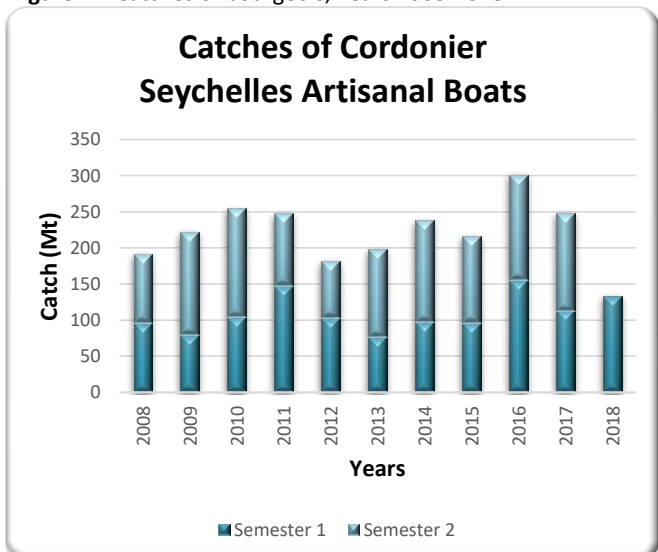 Catches of Cordonier
Seychelles Artisanal Boats
350
300
250
200
150
100
50
0
Catch (Mt)
2008 2009 2010 2011 2012 2013 2014 2015 2016 2017 2018
Years
Semester 1 Semester 2